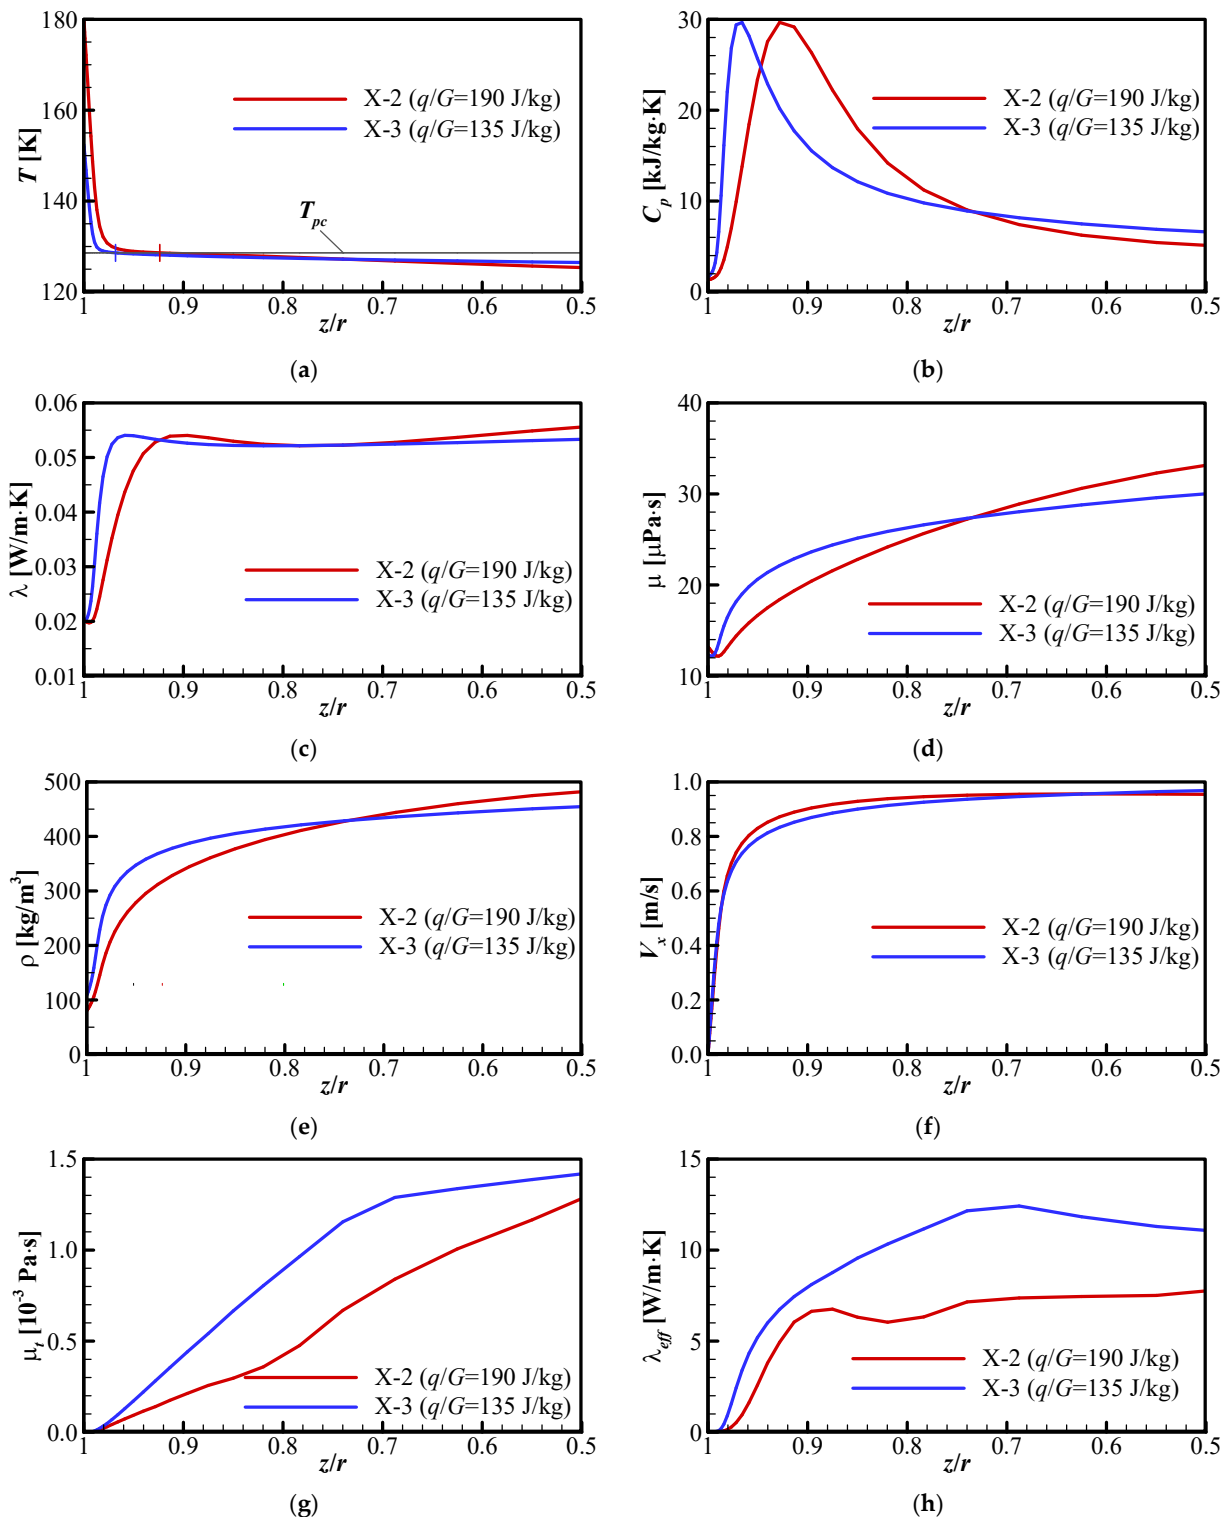 180
160
140
120
T [K]
X-2 (q/G=190 J/kg)
X-3 (q/G=135 J/kg)
Tpc
1 0.9 0.8 0.7 0.6 0.5
z/r
(a)
30
20
10
0
Cp [kJ/kg·K]
X-2 (q/G=190 J/kg)
X-3 (q/G=135 J/kg)
1 0.9 0.8 0.7 0.6 0.5
z/r
(b)
0.06
0.05
0.04
0.03
0.02
0.01
λ [W/m·K]
X-2 (q/G=190 J/kg)
X-3 (q/G=135 J/kg)
1 0.9 0.8 0.7 0.6 0.5
z/r
(c)
40
30
20
10
μ [μPa·s]
X-2 (q/G=190 J/kg)
X-3 (q/G=135 J/kg)
1 0.9 0.8 0.7 0.6 0.5
z/r
(d)
500
400
300
200
100
0
ρ [kg/m³]
X-2 (q/G=190 J/kg)
X-3 (q/G=135 J/kg)
1 0.9 0.8 0.7 0.6 0.5
z/r
(e)
1.0
0.8
0.6
0.4
0.2
0.0
Vx [m/s]
X-2 (q/G=190 J/kg)
X-3 (q/G=135 J/kg)
1 0.9 0.8 0.7 0.6 0.5
z/r
(f)
1.5
1.0
0.5
0.0
μt [10⁻³ Pa·s]
X-2 (q/G=190 J/kg)
X-3 (q/G=135 J/kg)
1 0.9 0.8 0.7 0.6 0.5
z/r
(g)
15
10
5
0
λeff [W/m·K]
X-2 (q/G=190 J/kg)
X-3 (q/G=135 J/kg)
1 0.9 0.8 0.7 0.6 0.5
z/r
(h)